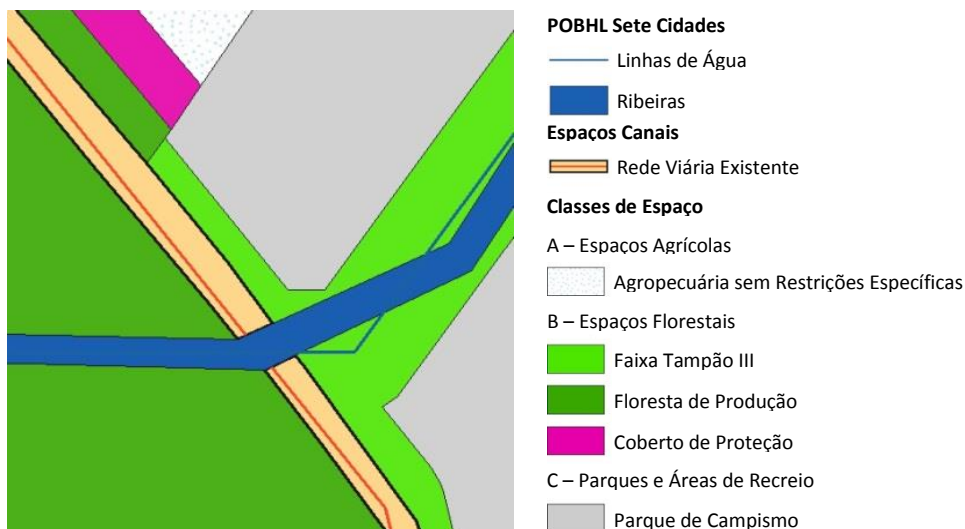 POBHL Sete Cidades
Linhas de Água
Ribeiras
Espaços Canais
Rede Viária Existente
Classes de Espaço
A – Espaços Agrícolas
Agropecuária sem Restrições Específicas
B – Espaços Florestais
Faixa Tampão III
Floresta de Produção
Coberto de Proteção
C – Parques e Áreas de Recreio
Parque de Campismo